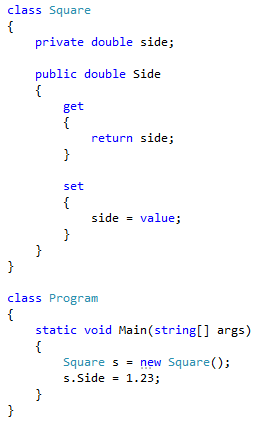 class Square
{
    private double side;

    public double Side
    {
        get
        {
            return side;
        }

        set
        {
            side = value;
        }
    }
}

class Program
{
    static void Main(string[] args)
    {
        Square s = new Square();
        s.Side = 1.23;
    }
}